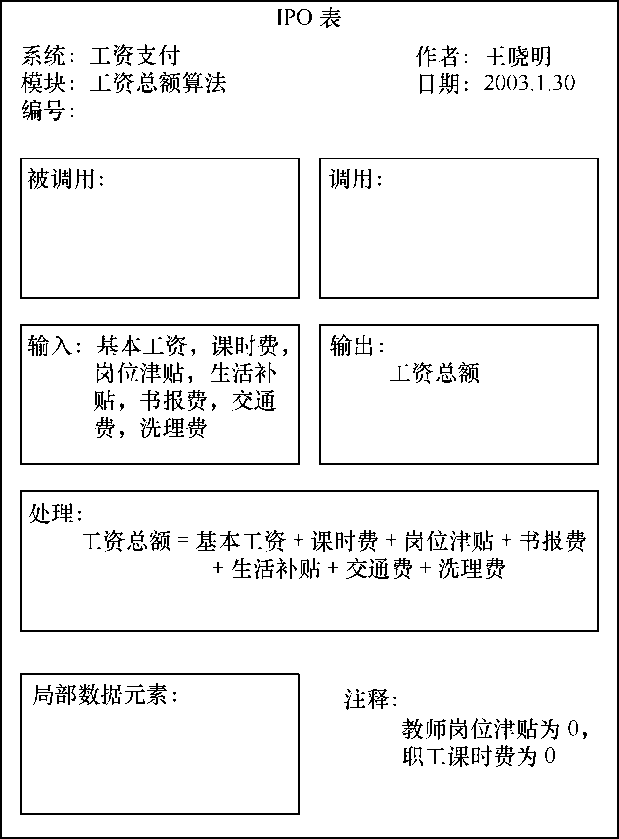 IPO 表
系统：工资支付 作者：王晓明
模块：工资总额算法 日期：2003.1.30
编号：
被调用： 调用：
输入：基本工资，课时费，
岗位津贴，生活补
贴，书报费，交通
费，洗理费
输出：
工资总额
处理：
工资总额 = 基本工资 + 课时费 + 岗位津贴 + 书报费
+ 生活补贴 + 交通费 + 洗理费
局部数据元素：
注释：
教师岗位津贴为 0，
职工课时费为 0